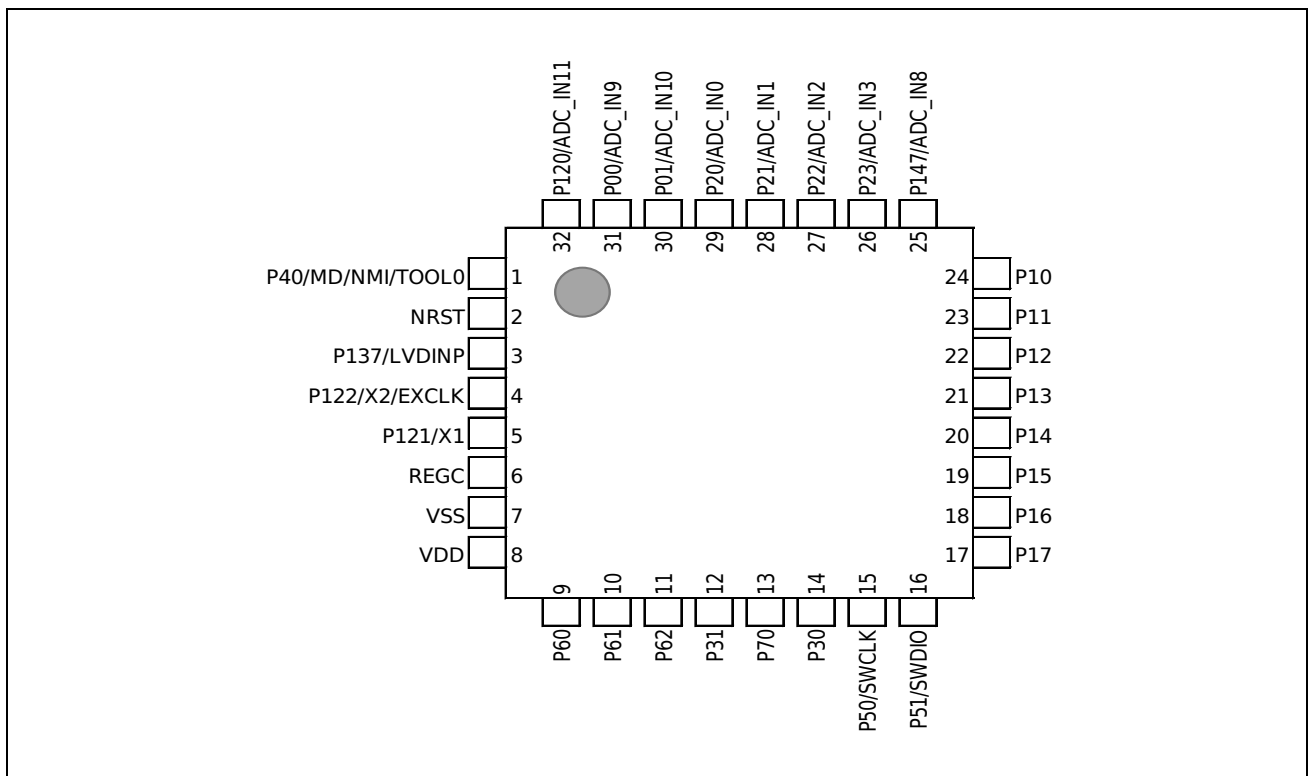 P120/ADC_IN11
P00/ADC_IN9
P01/ADC_IN10
P20/ADC_IN0
P21/ADC_IN1
P22/ADC_IN2
P23/ADC_IN3
P147/ADC_IN8
32
31
30
29
28
27
26
25
P40/MD/NMI/TOOL0 1
NRST 2
P137/LVDINP 3
P122/X2/EXCLK 4
P121/X1 5
REGC 6
VSS 7
VDD 8
24 P10
23 P11
22 P12
21 P13
20 P14
19 P15
18 P16
17 P17
9
10
11
12
13
14
15
16
P60
P61
P62
P31
P70
P30
P50/SWCLK
P51/SWDIO